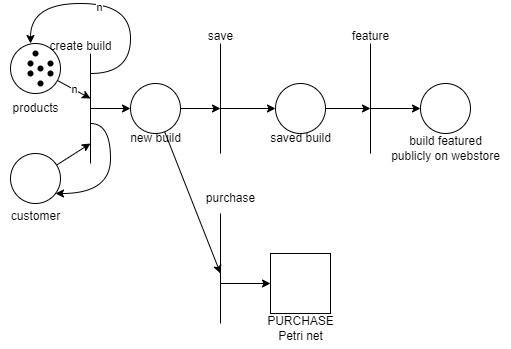 n
create build
save
feature
n
products
new build
saved build
build featured
publicly on webstore
customer
purchase
PURCHASE
Petri net